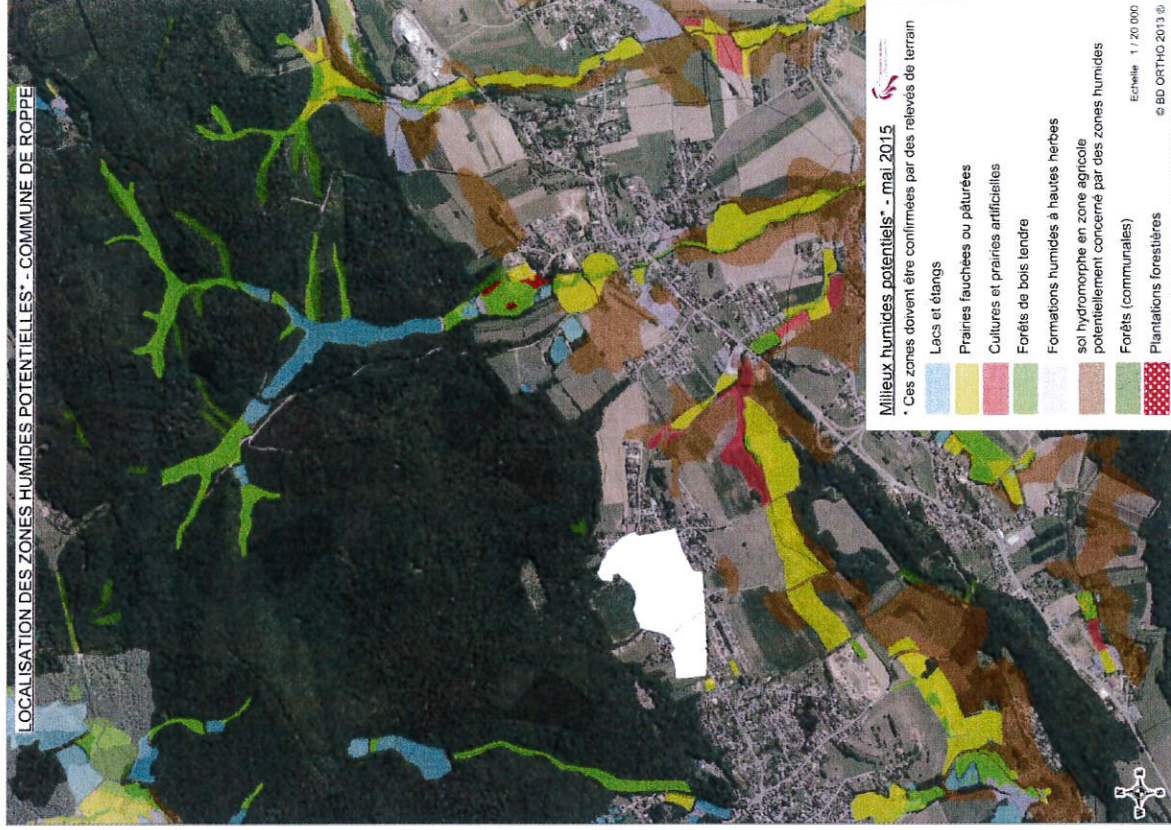 LOCALISATION DES ZONES HUMIDES POTENTIELLES* - COMMUNE DE ROPPE
Milieux humides potentiels* - mai 2015
* Ces zones doivent être confirmées par des relevés de terrain
Lacs et étangs
Prairies fauchées ou pâturées
Cultures et prairies artificielles
Forêts de bois tendre
Formations humides à hautes herbes
sol hydromorphe en zone agricole
potentiellement concerné par des zones humides
Forêts (communales)
Plantations forestières
Echelle 1 / 20 000
© BD ORTHO 2013 ©
N
E
S
W